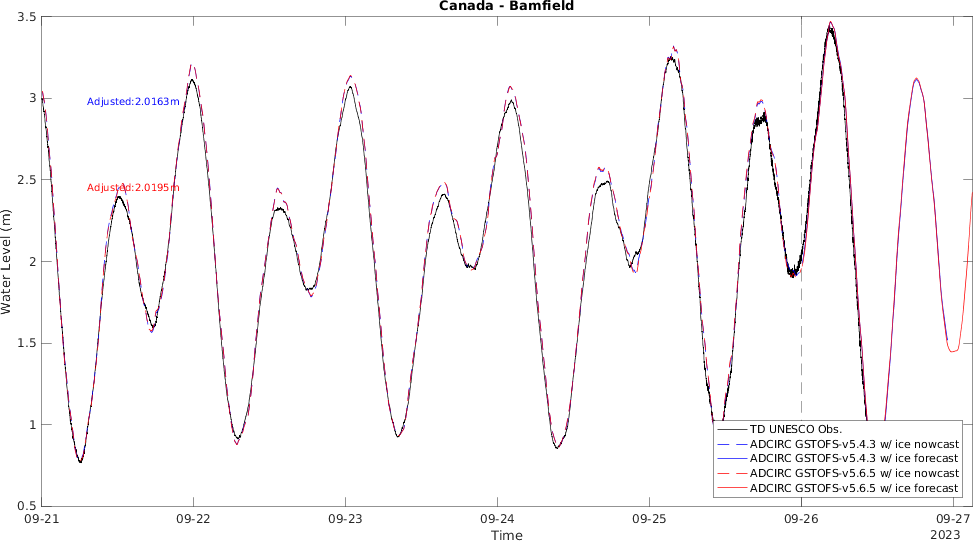 Canada - Bamfield
3.5
3
2.5
2
1.5
1
0.5
Water Level (m)
Adjusted:2.0163m
Adjusted:2.0195m
TD UNESCO Obs.
ADCIRC GSTOFS-v5.4.3 w/ ice nowcast
ADCIRC GSTOFS-v5.4.3 w/ ice forecast
ADCIRC GSTOFS-v5.6.5 w/ ice nowcast
ADCIRC GSTOFS-v5.6.5 w/ ice forecast
09-21 09-22 09-23 09-24 09-25 09-26 09-27
Time
2023